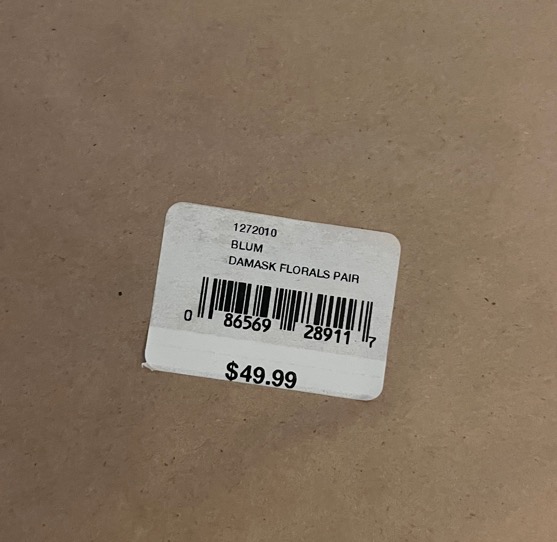 1272010
BLUM
DAMASK FLORALS PAIR
0 86569 28911 7
$49.99